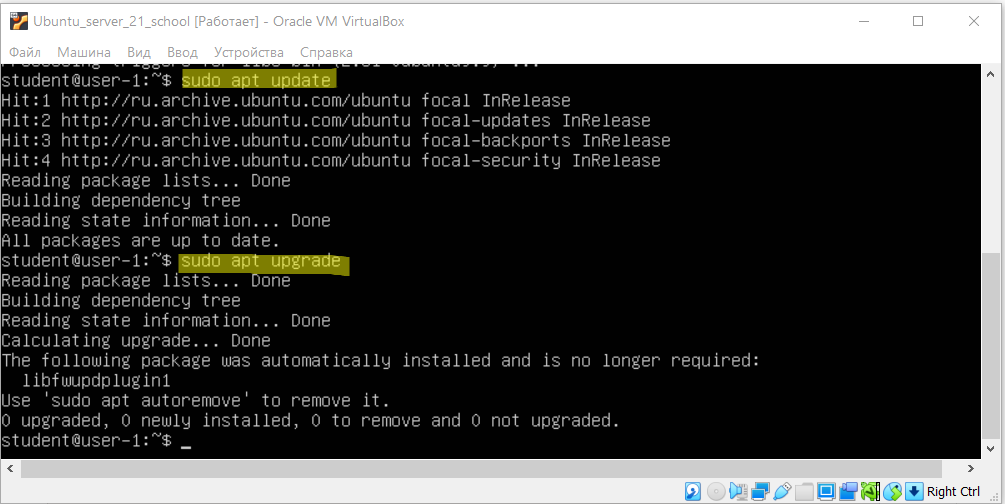 Ubuntu_server_21_school [Работает] - Oracle VM VirtualBox
Файл Машина Вид Ввод Устройства Справка
student@user-1:~$ sudo apt update
Hit:1 http://ru.archive.ubuntu.com/ubuntu focal InRelease
Hit:2 http://ru.archive.ubuntu.com/ubuntu focal-updates InRelease
Hit:3 http://ru.archive.ubuntu.com/ubuntu focal-backports InRelease
Hit:4 http://ru.archive.ubuntu.com/ubuntu focal-security InRelease
Reading package lists... Done
Building dependency tree
Reading state information... Done
All packages are up to date.
student@user-1:~$ sudo apt upgrade
Reading package lists... Done
Building dependency tree
Reading state information... Done
Calculating upgrade... Done
The following package was automatically installed and is no longer required:
  libfwupdplugin1
Use 'sudo apt autoremove' to remove it.
0 upgraded, 0 newly installed, 0 to remove and 0 not upgraded.
student@user-1:~$ _
Right Ctrl